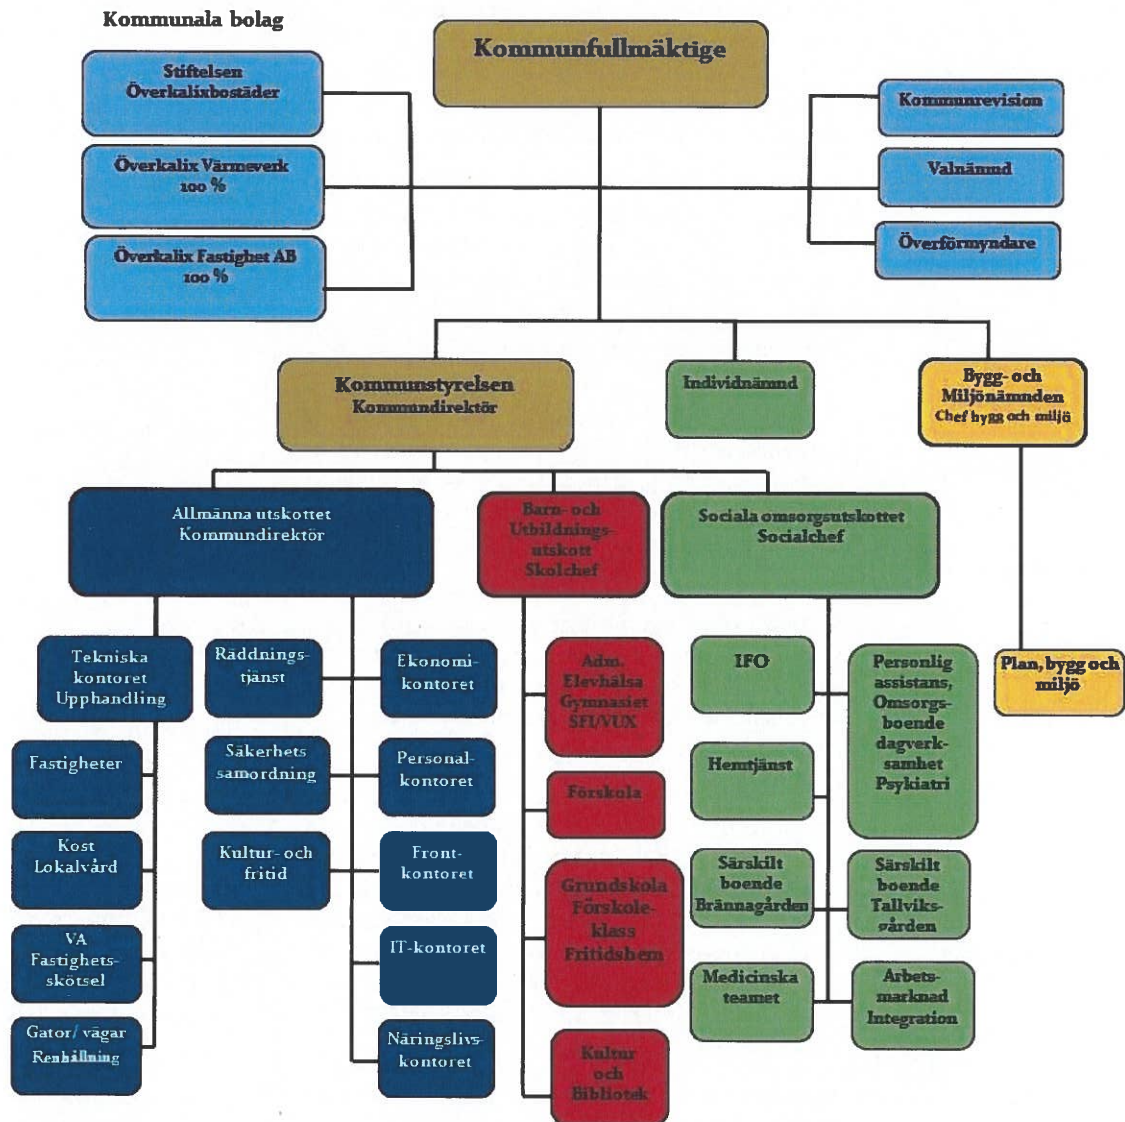 Kommunala bolag
Kommunfullmäktige
Stiftelsen
Överkalixbostäder
Överkalix Värmeverk
100 %
Överkalix Fastighet AB
100 %
Kommunrevision
Valnämnd
Överförmyndare
Kommunstyrelsen
Kommundirektör
Individnämnd
Bygg- och
Miljönämnden
Chef bygg och miljö
Allmänna utskottet
Kommundirektör
Barn- och
Utbildnings-
utskott
Skolchef
Sociala omsorgsutskottet
Socialchef
Tekniska
kontoret
Upphandling
Fastigheter
Kost
Lokalvård
VA
Fastighets-
skötsel
Gator/ vägar
Renhållning
Räddnings-
tjänst
Säkerhets
samordning
Kultur- och
fritid
Ekonomi-
kontoret
Personal-
kontoret
Front-
kontoret
IT-kontoret
Näringslivs-
kontoret
Adm.
Elevhälsa
Gymnasiet
SFI/VUX
Förskola
Grundskola
Förskole-
klass
Fritidshem
Kultur
och
Bibliotek
IFO
Hemtjänst
Särskilt
boende
Brännagården
Medicinska
teamet
Personlig
assistans,
Omsorgs-
boende
dagverk-
samhet
Psykiatri
Särskilt
boende
Tallviks-
gården
Arbets-
marknad
Integration
Plan, bygg och
miljö